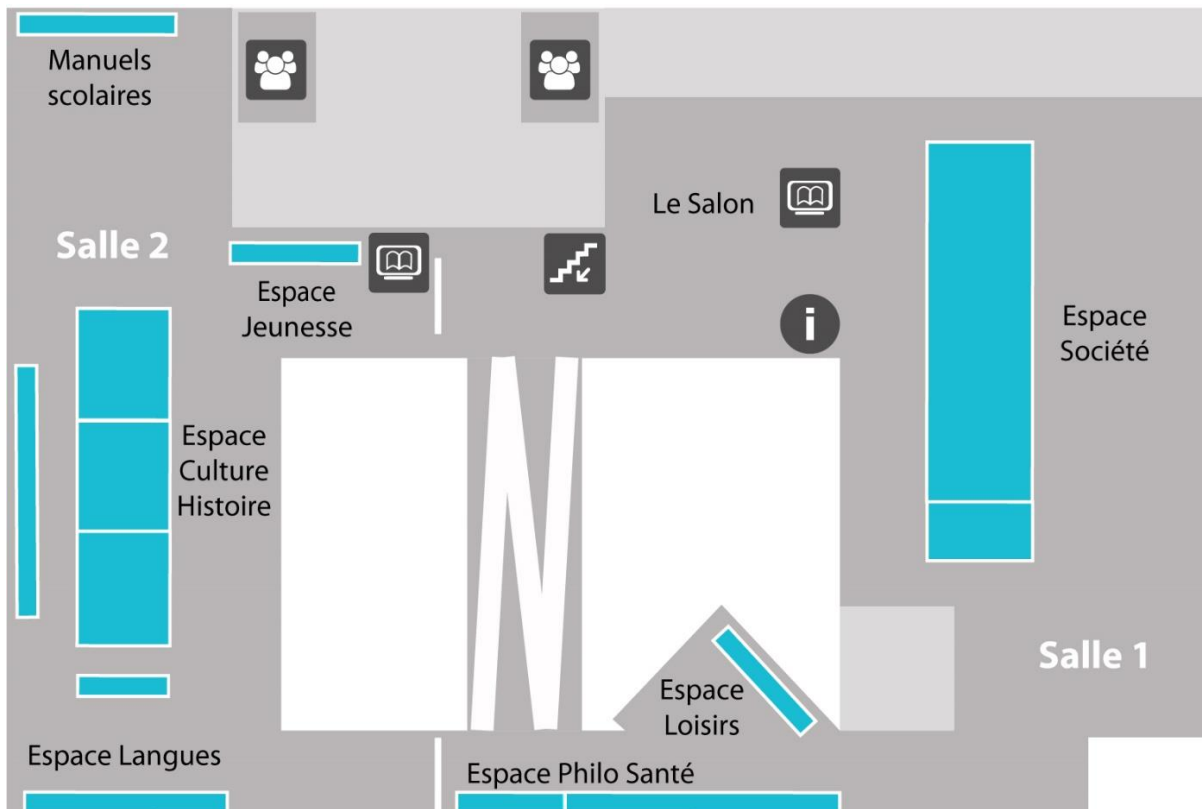 Manuels
scolaires
Le Salon
Salle 2
Espace
Jeunesse
i
Espace
Société
Espace
Culture
Histoire
Salle 1
Espace
Loisirs
Espace Langues
Espace Philo Santé